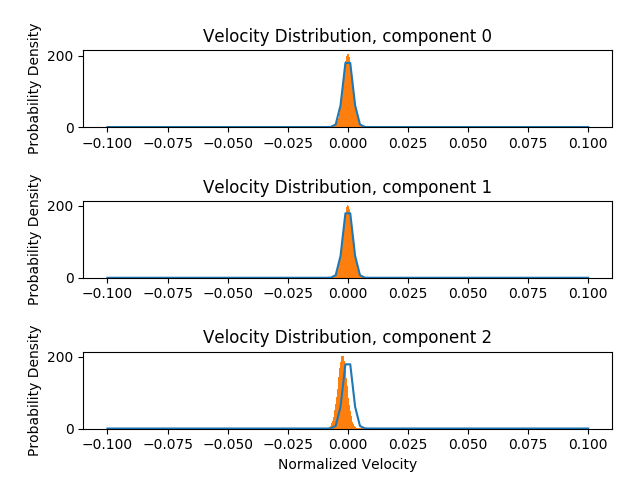 Velocity Distribution, component 0
Probability Density
200
0
−0.100 −0.075 −0.050 −0.025 0.000 0.025 0.050 0.075 0.100
Velocity Distribution, component 1
Probability Density
200
0
−0.100 −0.075 −0.050 −0.025 0.000 0.025 0.050 0.075 0.100
Velocity Distribution, component 2
Probability Density
200
0
−0.100 −0.075 −0.050 −0.025 0.000 0.025 0.050 0.075 0.100
Normalized Velocity